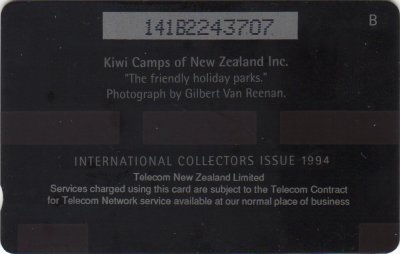 141B2243707
B
Kiwi Camps of New Zealand Inc.
"The friendly holiday parks."
Photograph by Gilbert Van Reenan.
INTERNATIONAL COLLECTORS ISSUE 1994
Telecom New Zealand Limited
Services charged using this card are subject to the Telecom Contract
for Telecom Network service available at our normal place of business